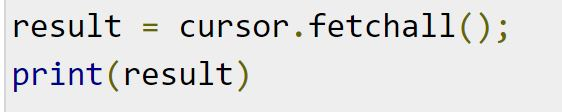 result = cursor.fetchall();
print(result)